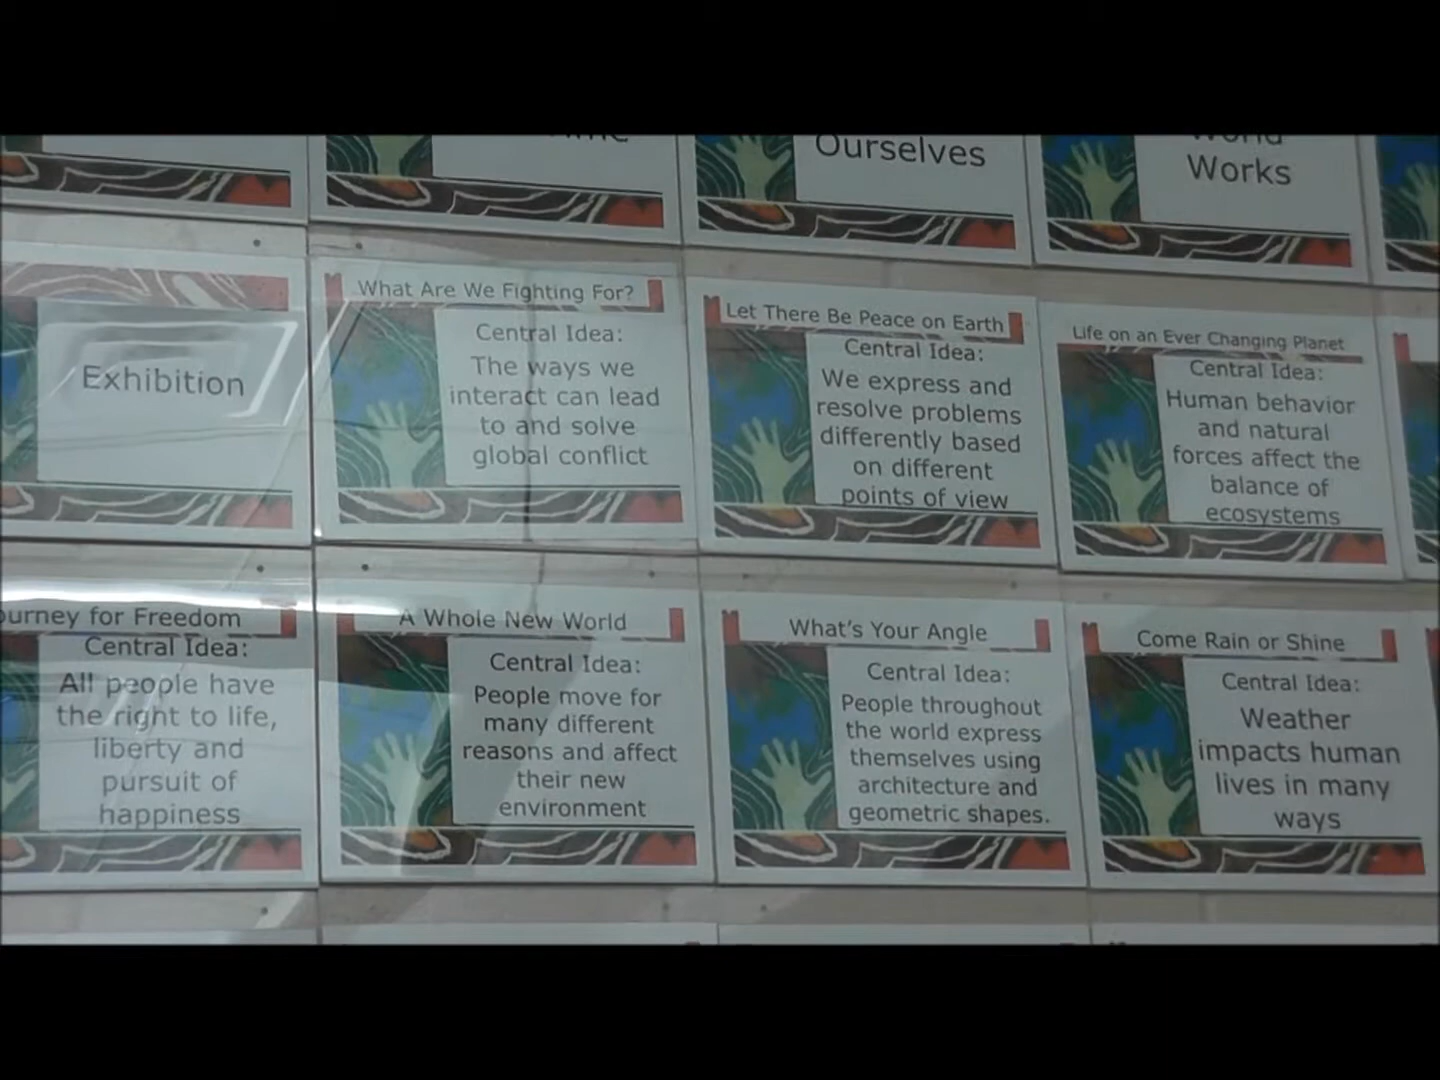 Ourselves
World
Works
Exhibition
What Are We Fighting For?
Central Idea:
The ways we
interact can lead
to and solve
global conflict
Let There Be Peace on Earth
Central Idea:
We express and
resolve problems
differently based
on different
points of view
Life on an Ever Changing Planet
Central Idea:
Human behavior
and natural
forces affect the
balance of
ecosystems
ourney for Freedom
Central Idea:
All people have
the right to life,
liberty and
pursuit of
happiness
A Whole New World
Central Idea:
People move for
many different
reasons and affect
their new
environment
What's Your Angle
Central Idea:
People throughout
the world express
themselves using
architecture and
geometric shapes.
Come Rain or Shine
Central Idea:
Weather
impacts human
lives in many
ways